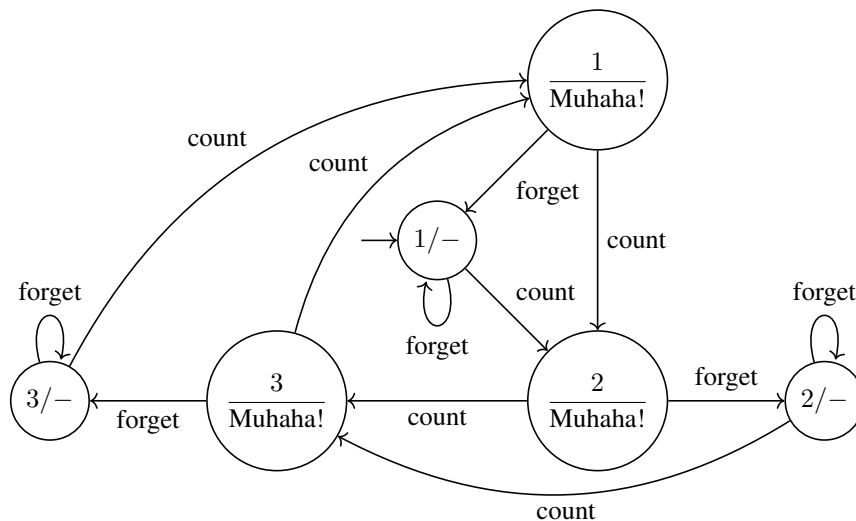 1
Muhaha!
count
count
forget
1/−
count
count
forget
forget
forget
3/−
3
Muhaha!
2
Muhaha!
forget
2/−
forget
count
count